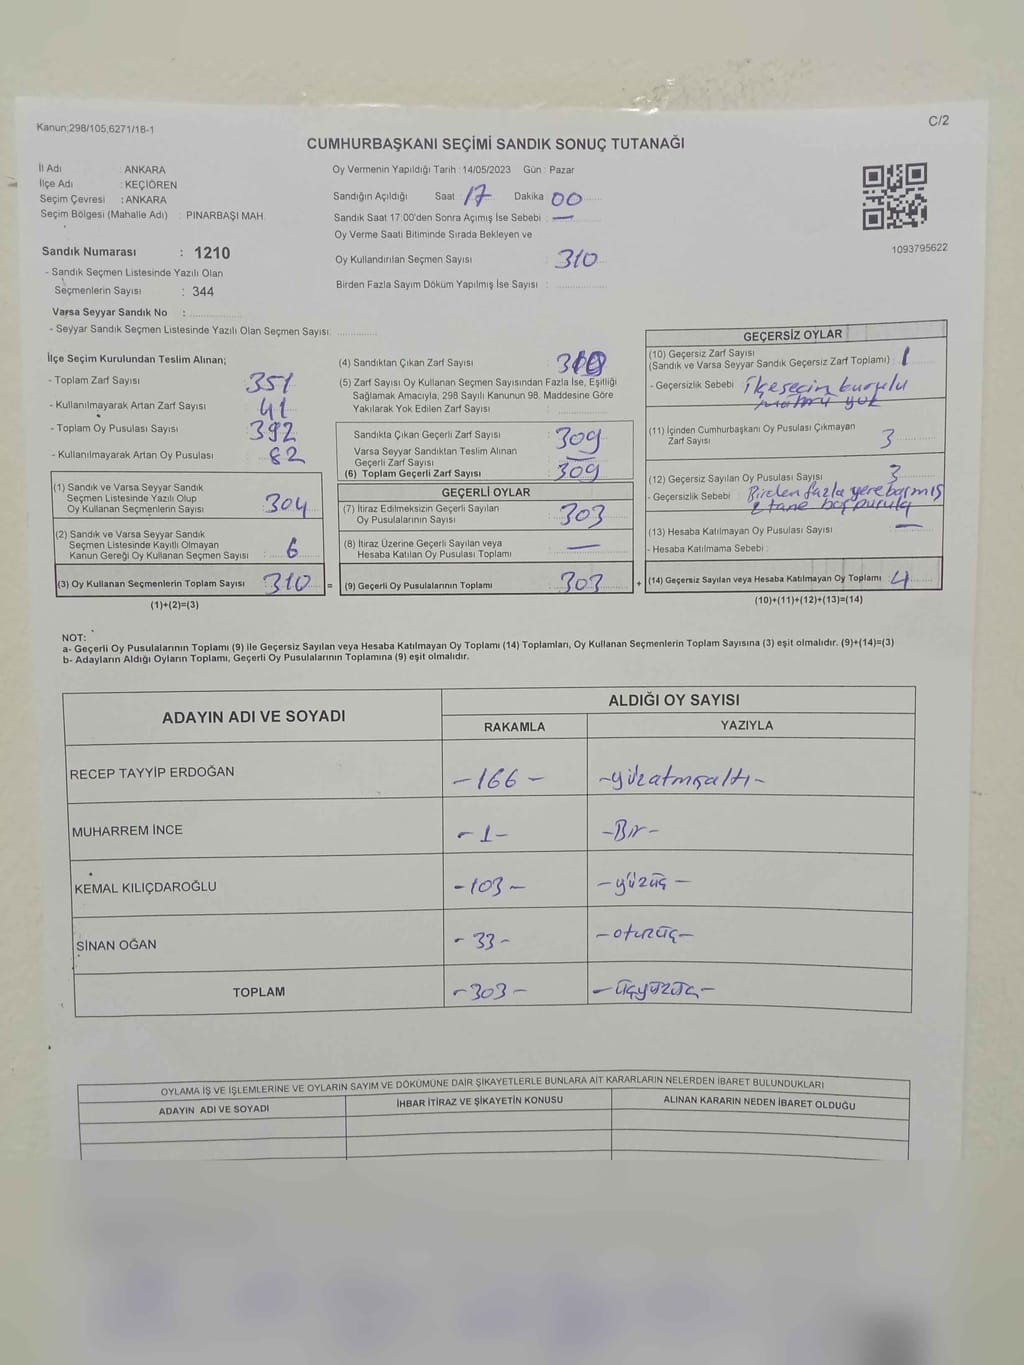 Kanun;298/105,6271/18-1
C/2
CUMHURBAŞKANI SEÇİMİ SANDIK SONUÇ TUTANAĞI
İl Adı : ANKARA
İlçe Adı : KEÇİÖREN
Seçim Çevresi : ANKARA
Seçim Bölgesi (Mahalle Adı) : PINARBAŞI MAH.
Sandık Numarası : 1210
- Sandık Seçmen Listesinde Yazılı Olan
Seçmenlerin Sayısı : 344
Varsa Seyyar Sandık No :
- Seyyar Sandık Seçmen Listesinde Yazılı Olan Seçmen Sayısı:
Oy Vermenin Yapıldığı Tarih : 14/05/2023 Gün : Pazar
Sandığın Açıldığı Saat 17 Dakika 00
Sandık Saat 17:00'den Sonra Açımış İse Sebebi : —
Oy Verme Saati Bitiminde Sırada Bekleyen ve
Oy Kullandırılan Seçmen Sayısı : 310
Birden Fazla Sayım Döküm Yapılmış İse Sayısı :
1093795622
İlçe Seçim Kurulundan Teslim Alınan;
- Toplam Zarf Sayısı 351
- Kullanılmayarak Artan Zarf Sayısı 41
- Toplam Oy Pusulası Sayısı 392
- Kullanılmayarak Artan Oy Pusulası 82
(1) Sandık ve Varsa Seyyar Sandık
Seçmen Listesinde Yazılı Olup
Oy Kullanan Seçmenlerin Sayısı : 304
(2) Sandık ve Varsa Seyyar Sandık
Seçmen Listesinde Kayıtlı Olmayan
Kanun Gereği Oy Kullanan Seçmen Sayısı : 6
(3) Oy Kullanan Seçmenlerin Toplam Sayısı : 310 =
(1)+(2)=(3)
(4) Sandıktan Çıkan Zarf Sayısı :
(5) Zarf Sayısı Oy Kullanan Seçmen Sayısından Fazla İse, Eşitliği
Sağlamak Amacıyla, 298 Sayılı Kanunun 98. Maddesine Göre
Yakılarak Yok Edilen Zarf Sayısı :
Sandıkta Çıkan Geçerli Zarf Sayısı : 309
Varsa Seyyar Sandıktan Teslim Alınan
Geçerli Zarf Sayısı : —
(6) Toplam Geçerli Zarf Sayısı : 309
GEÇERLİ OYLAR
(7) İtiraz Edilmeksizin Geçerli Sayılan
Oy Pusulalarının Sayısı : 303
(8) İtiraz Üzerine Geçerli Sayılan veya
Hesaba Katılan Oy Pusulası Toplamı : —
(9) Geçerli Oy Pusulalarının Toplamı : 303 +
GEÇERSİZ OYLAR
(10) Geçersiz Zarf Sayısı
(Sandık ve Varsa Seyyar Sandık Geçersiz Zarf Toplamı) : 1
- Geçersizlik Sebebi : ilçe seçim kurulu
mührü yok
(11) İçinden Cumhurbaşkanı Oy Pusulası Çıkmayan
Zarf Sayısı : 3
(12) Geçersiz Sayılan Oy Pusulası Sayısı : 3
- Geçersizlik Sebebi : Birden fazla yere basmış
tane boş pusula
(13) Hesaba Katılmayan Oy Pusulası Sayısı : —
- Hesaba Katılmama Sebebi :
(14) Geçersiz Sayılan veya Hesaba Katılmayan Oy Toplamı : 4
(10)+(11)+(12)+(13)=(14)
NOT:
a- Geçerli Oy Pusulalarının Toplamı (9) ile Geçersiz Sayılan veya Hesaba Katılmayan Oy Toplamı (14) Toplamları, Oy Kullanan Seçmenlerin Toplam Sayısına (3) eşit olmalıdır. (9)+(14)=(3)
b- Adayların Aldığı Oyların Toplamı, Geçerli Oy Pusulalarının Toplamına (9) eşit olmalıdır.
ADAYIN ADI VE SOYADI
ALDIĞI OY SAYISI
RAKAMLA YAZIYLA
RECEP TAYYİP ERDOĞAN -166- -yüzatmışaltı-
MUHARREM İNCE -1- -Bir-
KEMAL KILIÇDAROĞLU -103- -yüzüç-
SİNAN OĞAN -33- -otuzüç-
TOPLAM -303- -üçyüzüç-
OYLAMA İŞ VE İŞLEMLERİNE VE OYLARIN SAYIM VE DÖKÜMÜNE DAİR ŞİKAYETLERLE BUNLARA AİT KARARLARIN NELERDEN İBARET BULUNDUKLARI
ADAYIN ADI VE SOYADI İHBAR İTİRAZ VE ŞİKAYETİN KONUSU ALINAN KARARIN NEDEN İBARET OLDUĞU